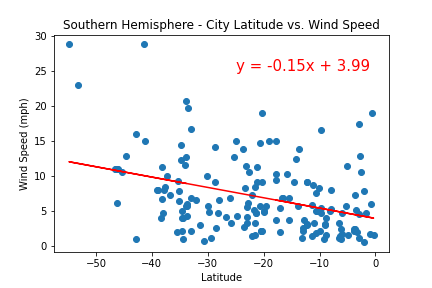 Southern Hemisphere - City Latitude vs. Wind Speed
30
25
20
15
10
5
0
Wind Speed (mph)
y = -0.15x + 3.99
−50 −40 −30 −20 −10 0
Latitude